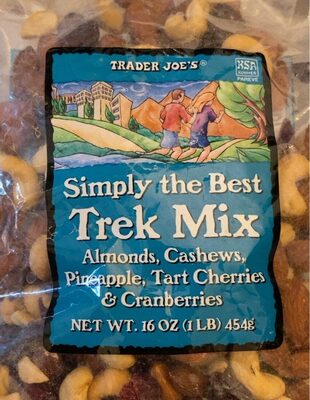 TRADER JOE'S®
KSA
KOSHER
PAREVE
Simply the Best
Trek Mix
Almonds, Cashews,
Pineapple, Tart Cherries
& Cranberries
NET WT. 16 OZ (1 LB) 454g